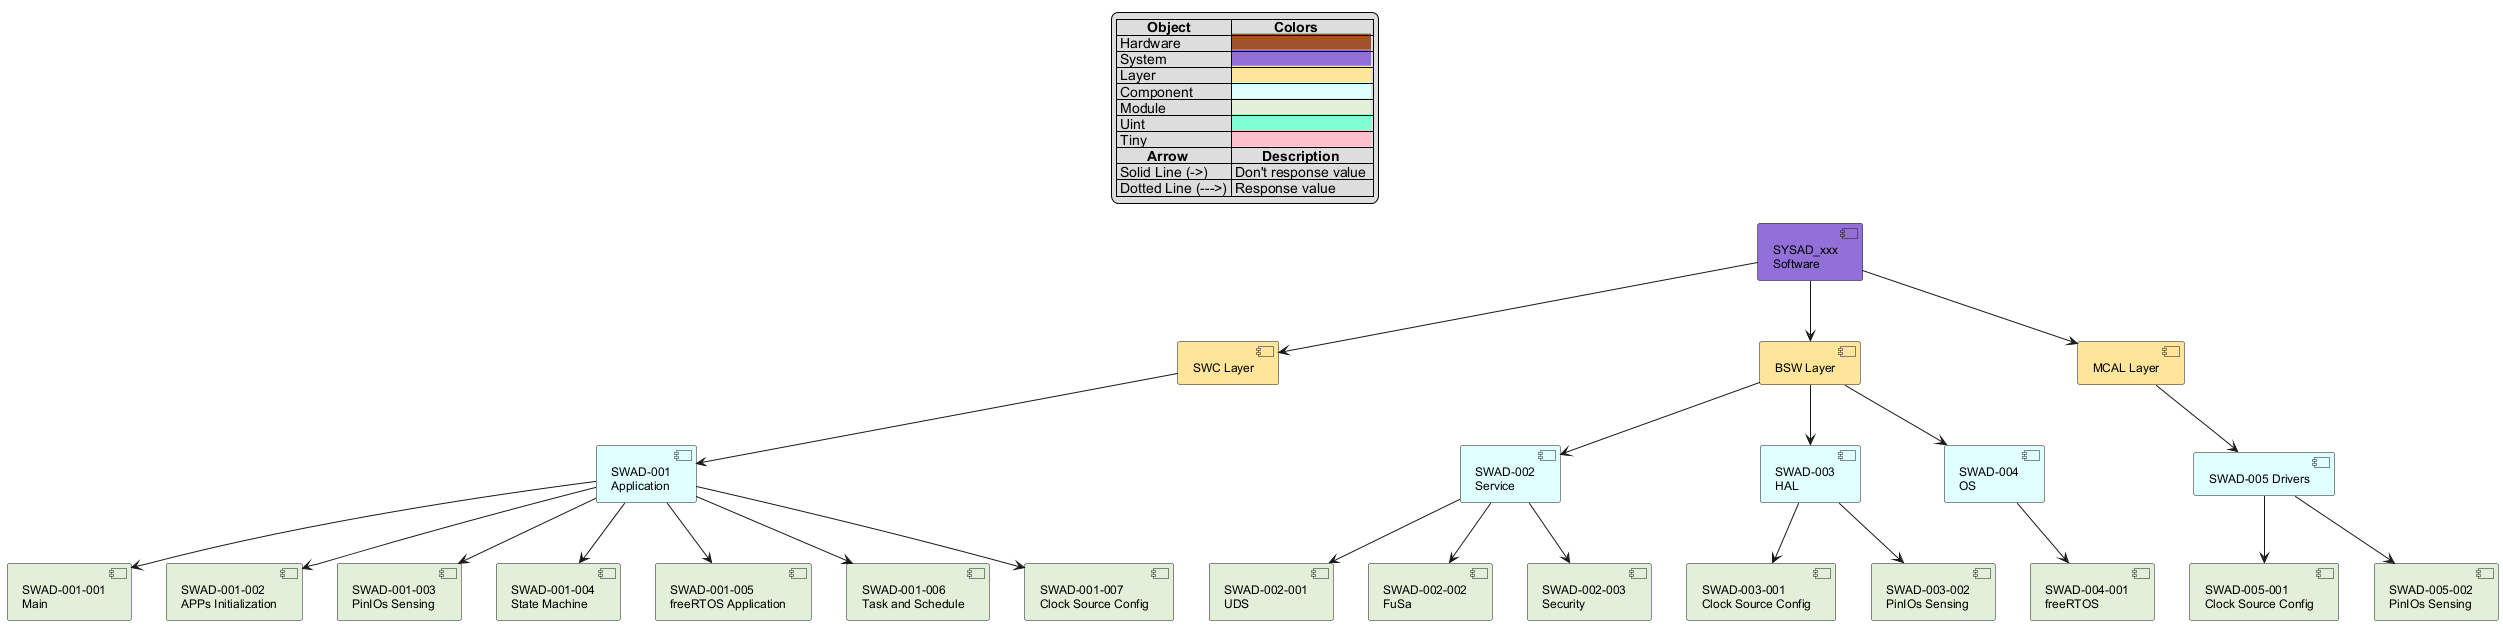 Object Colors
Hardware
System
Layer
Component
Module
Uint
Tiny
Arrow Description
Solid Line (->) Don't response value
Dotted Line (--->) Response value
SYSAD_xxx
Software
SWC Layer
BSW Layer
MCAL Layer
SWAD-001
Application
SWAD-002
Service
SWAD-003
HAL
SWAD-004
OS
SWAD-005 Drivers
SWAD-001-001
Main
SWAD-001-002
APPs Initialization
SWAD-001-003
PinIOs Sensing
SWAD-001-004
State Machine
SWAD-001-005
freeRTOS Application
SWAD-001-006
Task and Schedule
SWAD-001-007
Clock Source Config
SWAD-002-001
UDS
SWAD-002-002
FuSa
SWAD-002-003
Security
SWAD-003-001
Clock Source Config
SWAD-003-002
PinIOs Sensing
SWAD-004-001
freeRTOS
SWAD-005-001
Clock Source Config
SWAD-005-002
PinIOs Sensing